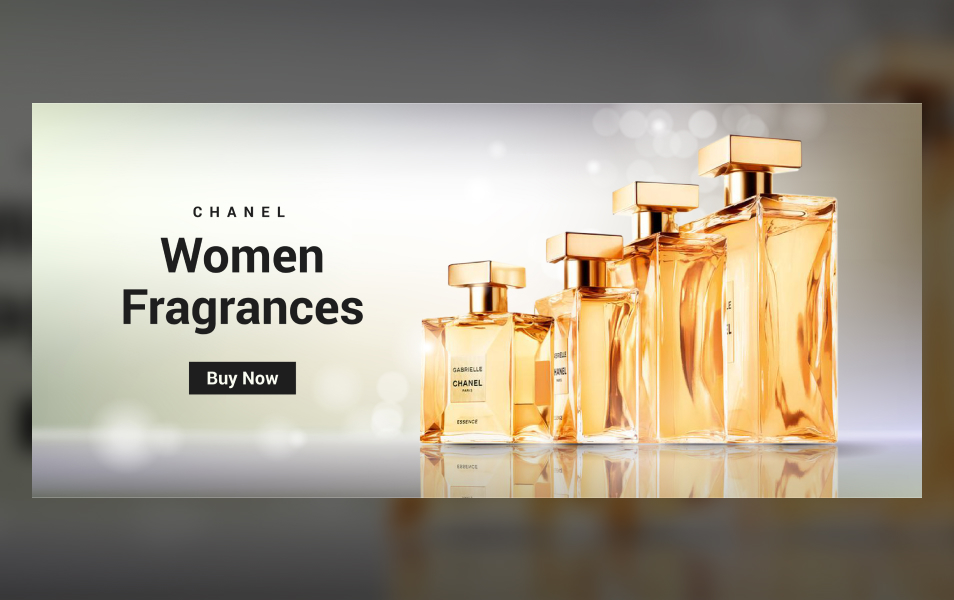 CHANEL
Women
Fragrances
Buy Now
GABRIELLE
CHANEL
PARIS
ESSENCE